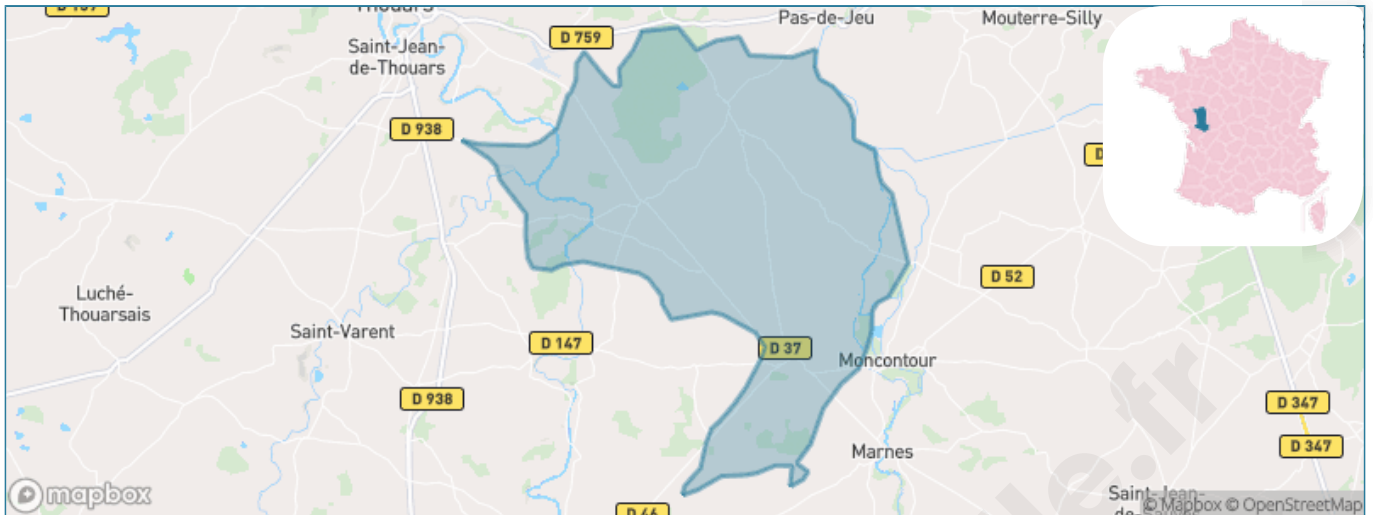 Thouars
Pas-de-Jeu
Mouterre-Silly
D 759
Saint-Jean-
de-Thouars
D 938
D 52
Luché-
Thouarsais
Saint-Varent
D 147
D 37
Moncontour
D 938
D 347
D 347
Marnes
Saint-Jean-
mapbox
© Mapbox © OpenStreetMap